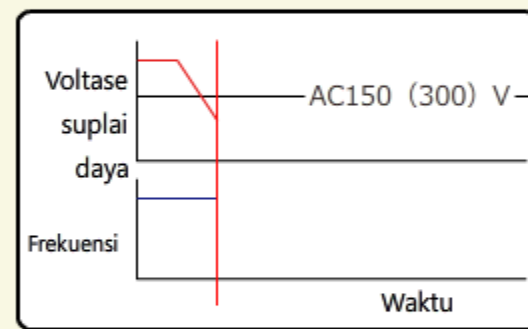 Voltase
suplai
daya
AC150（300）V
Frekuensi
Waktu